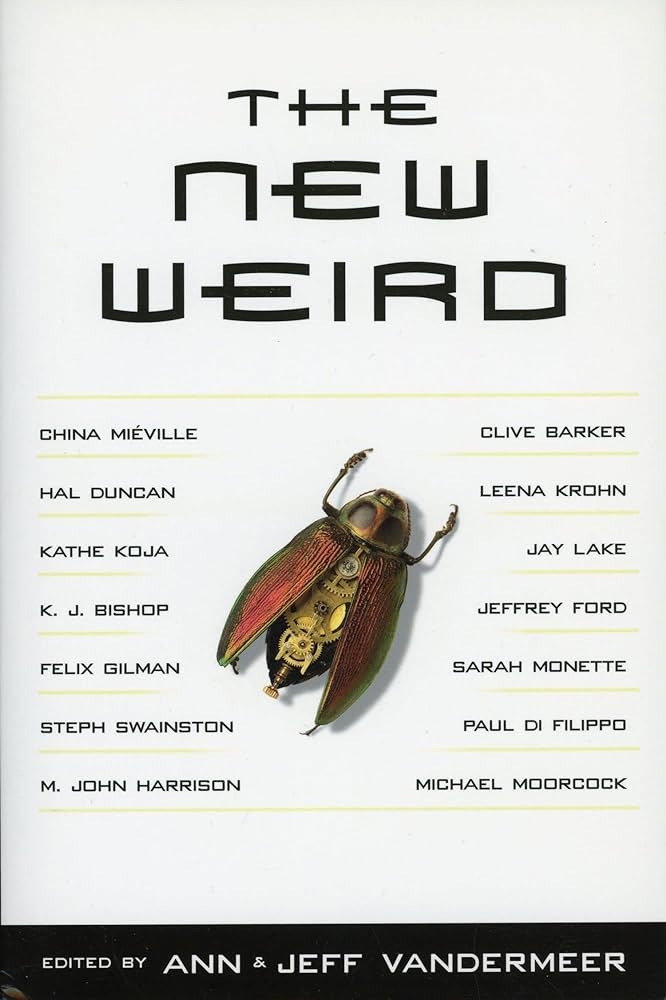 THE
NEW
WEIRD
CHINA MIÉVILLE
CLIVE BARKER
HAL DUNCAN
LEENA KROHN
KATHE KOJA
JAY LAKE
K. J. BISHOP
JEFFREY FORD
FELIX GILMAN
SARAH MONETTE
STEPH SWAINSTON
PAUL DI FILIPPO
M. JOHN HARRISON
MICHAEL MOORCOCK
EDITED BY ANN & JEFF VANDERMEER